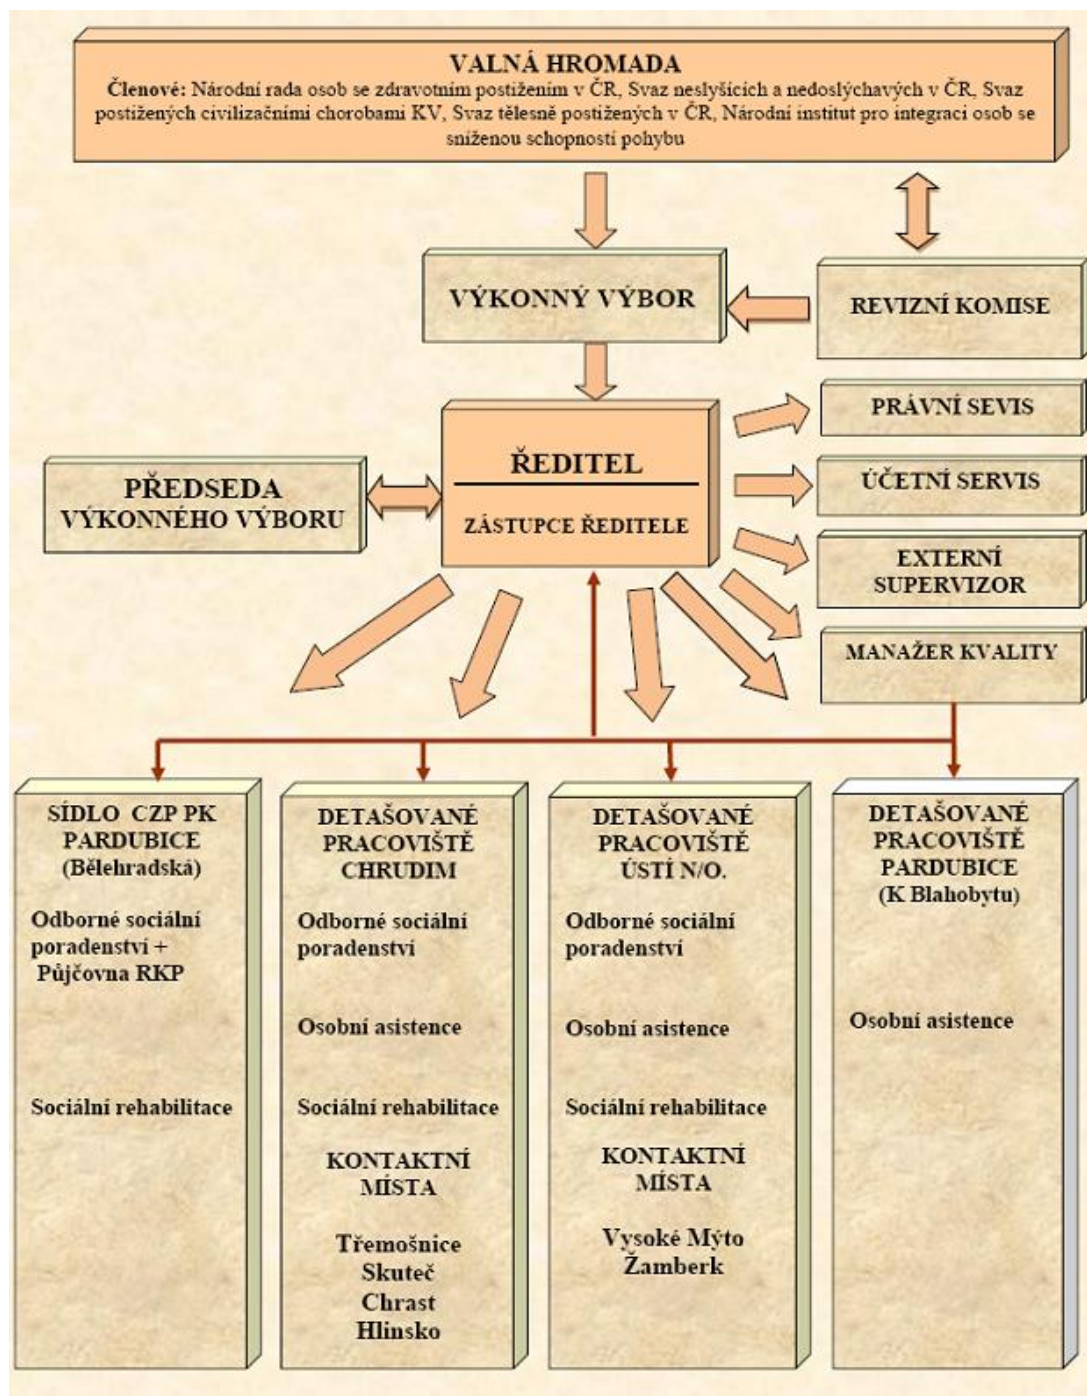 VALNÁ HROMADA
Členové: Národní rada osob se zdravotním postižením v ČR, Svaz neslyšících a nedoslýchavých v ČR, Svaz
postižených civilizačními chorobami KV, Svaz tělesně postižených v ČR, Národní institut pro integraci osob se
sníženou schopností pohybu
VÝKONNÝ VÝBOR
REVIZNÍ KOMISE
PRÁVNÍ SEVIS
ŘEDITEL
ZÁSTUPCE ŘEDITELE
ÚČETNÍ SERVIS
PŘEDSEDA
VÝKONNÉHO VÝBORU
EXTERNÍ
SUPERVIZOR
MANAŽER KVALITY
SÍDLO CZP PK
PARDUBICE
(Bělehradská)
Odborné sociální
poradenství +
Půjčovna RKP
Sociální rehabilitace
DETAŠOVANÉ
PRACOVIŠTĚ
CHRUDIM
Odborné sociální
poradenství
Osobní asistence
Sociální rehabilitace
KONTAKTNÍ
MÍSTA
Třemošnice
Skuteč
Chrast
Hlinsko
DETAŠOVANÉ
PRACOVIŠTĚ
ÚSTÍ N/O.
Odborné sociální
poradenství
Osobní asistence
Sociální rehabilitace
KONTAKTNÍ
MÍSTA
Vysoké Mýto
Žamberk
DETAŠOVANÉ
PRACOVIŠTĚ
PARDUBICE
(K Blahobytu)
Osobní asistence